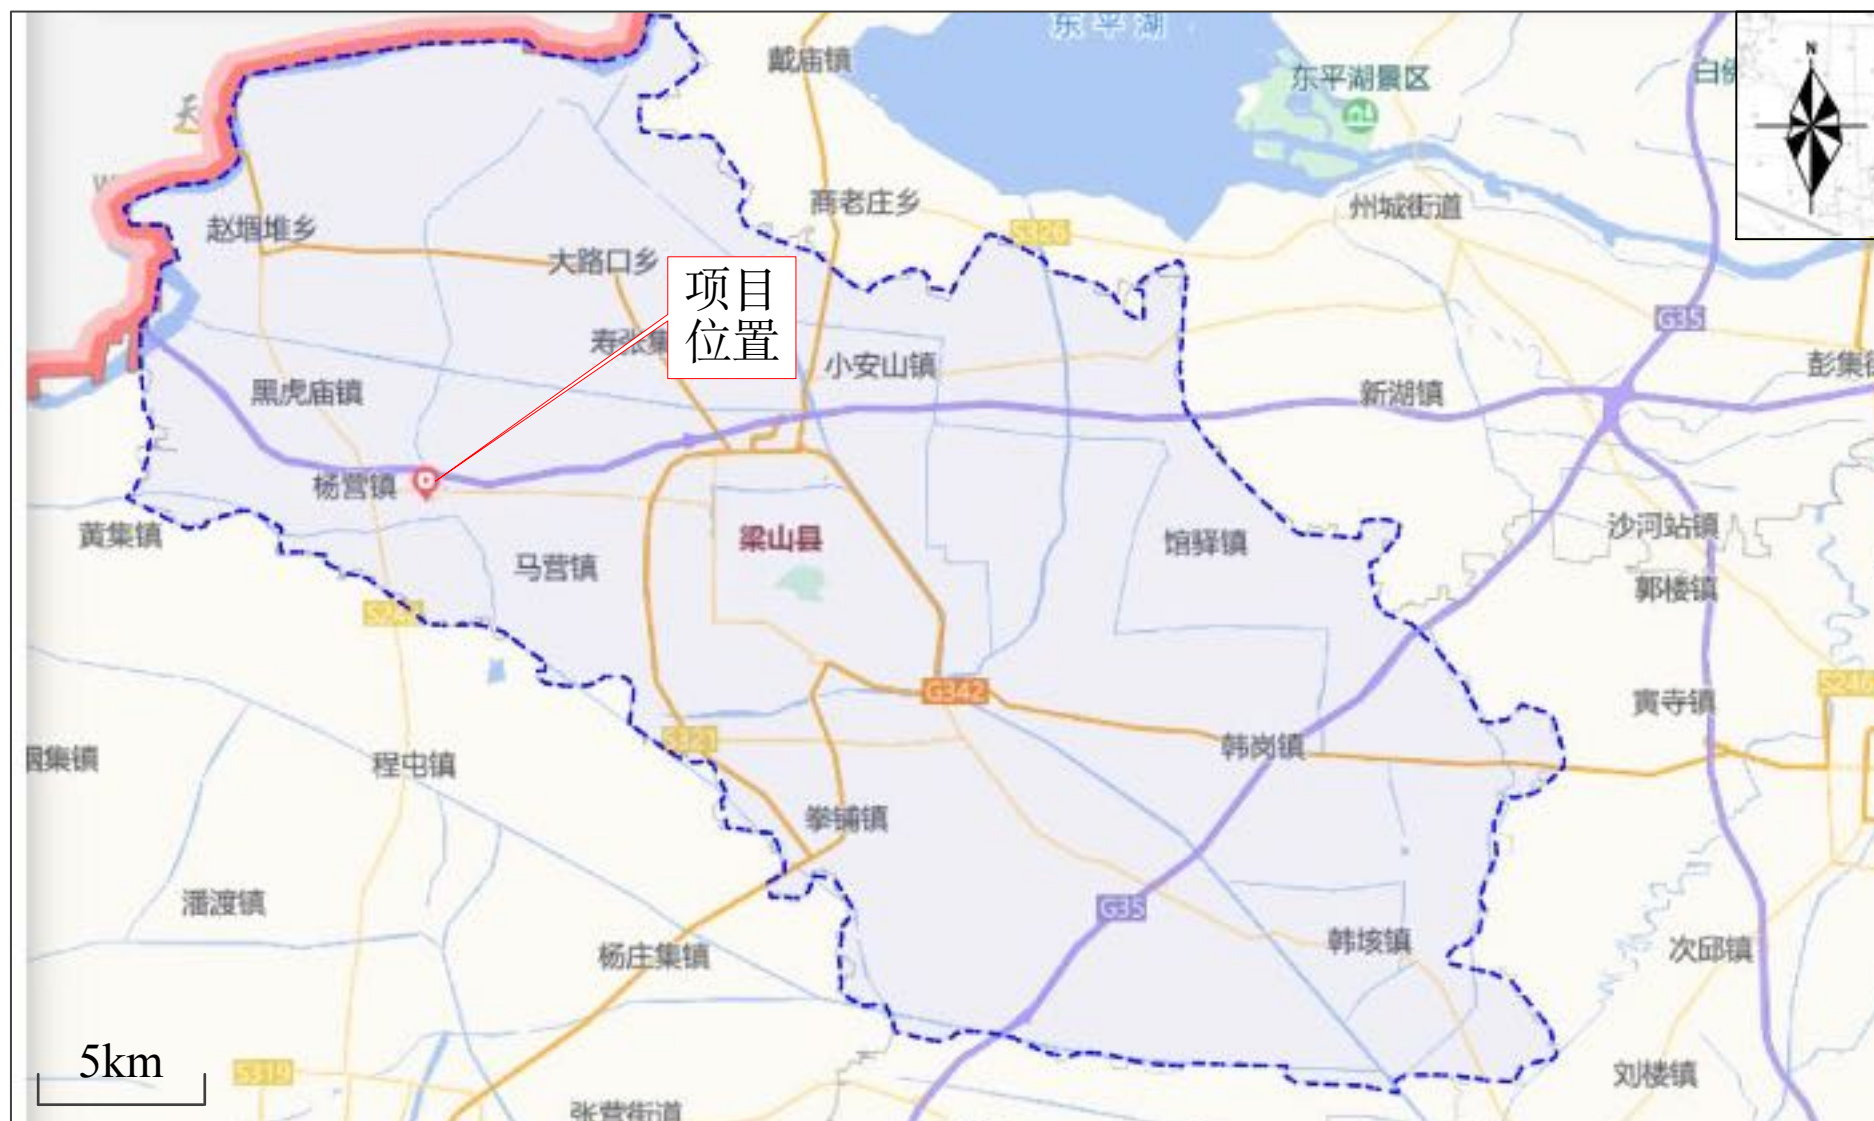 东平湖
戴庙镇
东平湖景区
N
天
W
赵堌堆乡
商老庄乡
S326
州城街道
大路口乡
项目
位置
G35
寿张集
小安山镇
黑虎庙镇
新湖镇
杨营镇
黄集镇
梁山县
马营镇
馆驿镇
沙河站镇
郭楼镇
G342
S246
寅寺镇
S321
韩岗镇
程屯镇
拳铺镇
潘渡镇
G35
杨庄集镇
韩垓镇
次邱镇
5km
S319
刘楼镇
张营街道